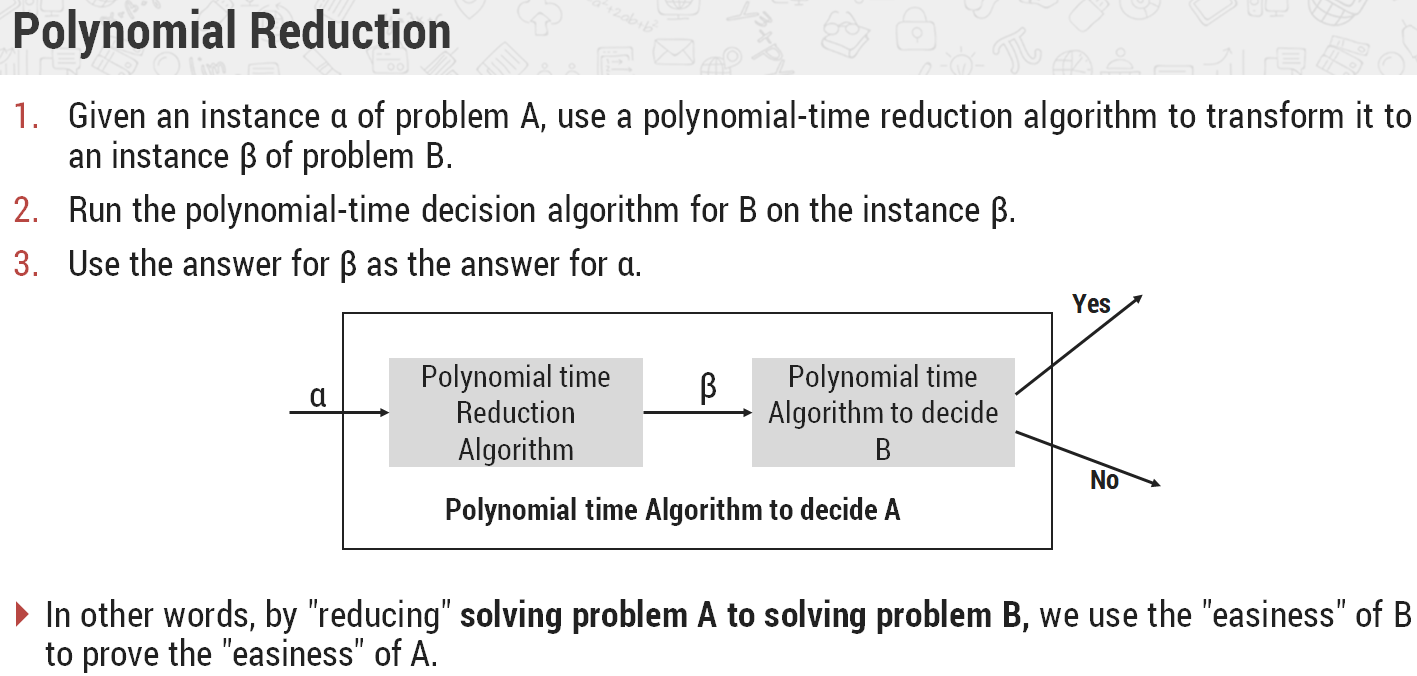 Polynomial Reduction
1. Given an instance α of problem A, use a polynomial-time reduction algorithm to transform it to
an instance β of problem B.
2. Run the polynomial-time decision algorithm for B on the instance β.
3. Use the answer for β as the answer for α.
Yes
α
Polynomial time
Reduction
Algorithm
β
Polynomial time
Algorithm to decide
B
No
Polynomial time Algorithm to decide A
In other words, by "reducing" solving problem A to solving problem B, we use the "easiness" of B
to prove the "easiness" of A.